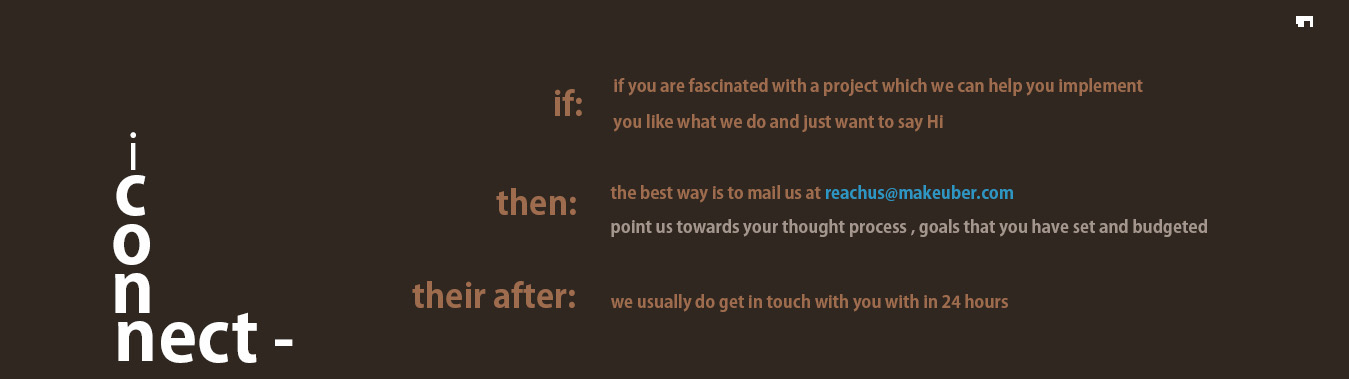 i
c
o
n
nect -
if:
if you are fascinated with a project which we can help you implement
you like what we do and just want to say Hi
then:
the best way is to mail us at reachus@makeuber.com
point us towards your thought process , goals that you have set and budgeted
their after:
we usually do get in touch with you with in 24 hours